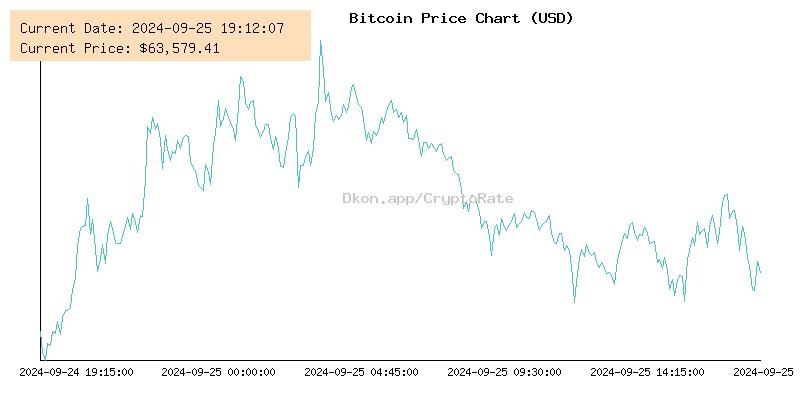 Bitcoin Price Chart (USD)
Current Date: 2024-09-25 19:12:07
Current Price: $63,579.41
Dkon.app/CryptoRate
2024-09-24 19:15:00 2024-09-25 00:00:00 2024-09-25 04:45:00 2024-09-25 09:30:00 2024-09-25 14:15:00 2024-09-25